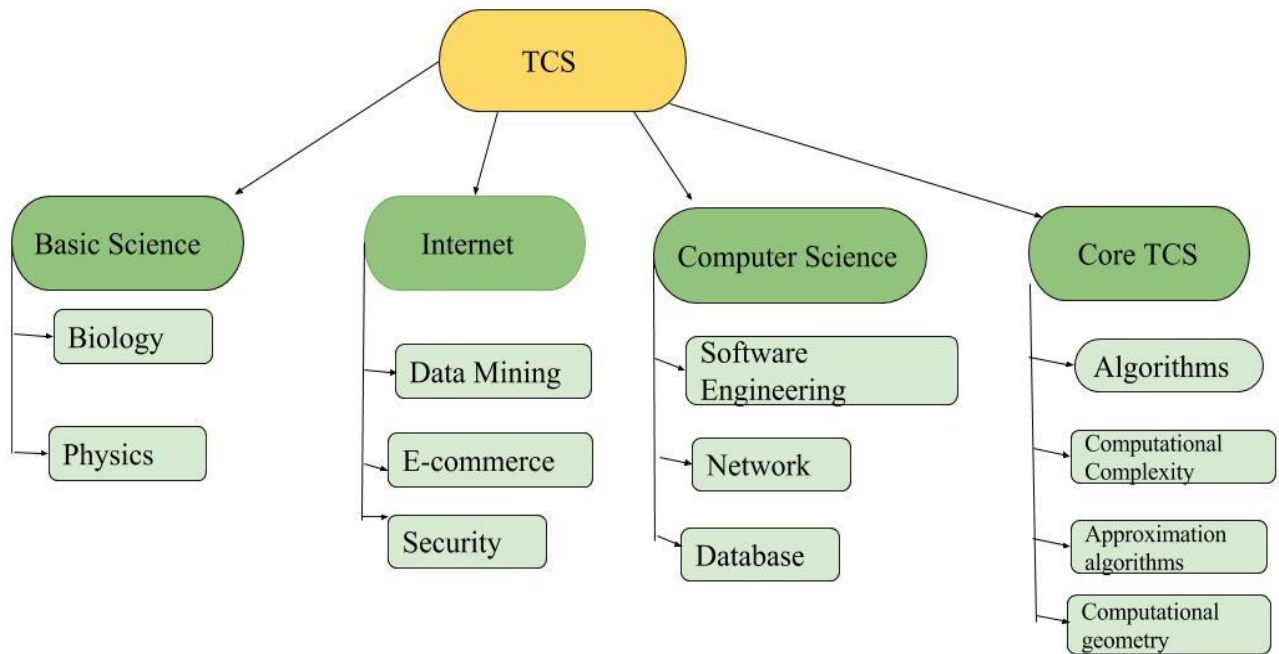 TCS
Basic Science
Biology
Physics
Internet
Data Mining
E-commerce
Security
Computer Science
Software
Engineering
Network
Database
Core TCS
Algorithms
Computational
Complexity
Approximation
algorithms
Computational
geometry